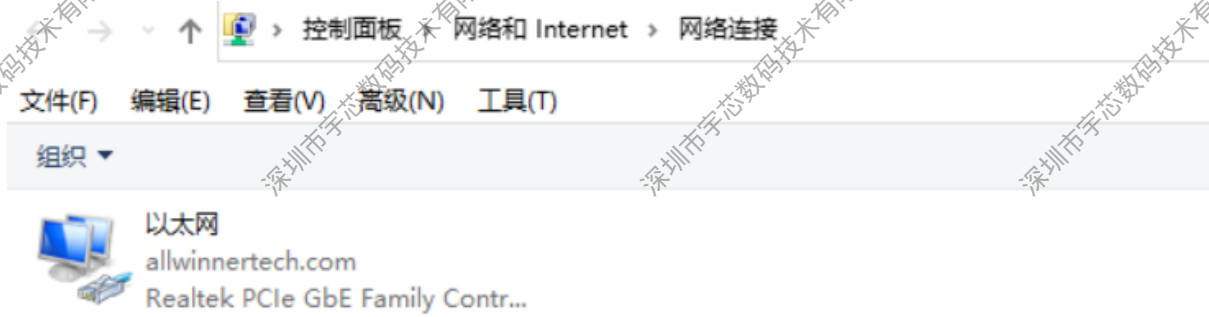 控制面板 › 网络和 Internet › 网络连接
文件(F) 编辑(E) 查看(V) 高级(N) 工具(T)
组织
以太网
allwinnertech.com
Realtek PCIe GbE Family Contr...
深圳市宇芯数码技术有限
深圳市宇芯数码技术有限
深圳市宇芯数码技术有限